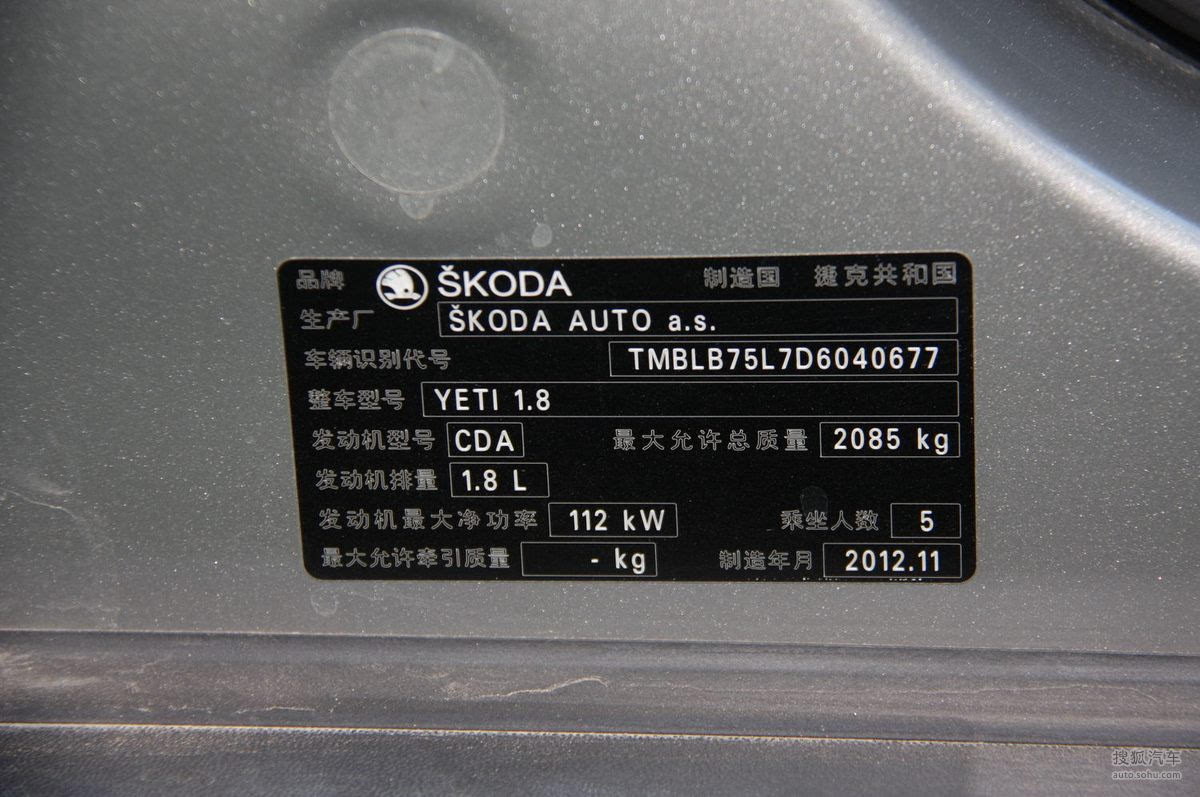 品牌 ŠKODA 制造国 捷克共和国
生产厂 ŠKODA AUTO a.s.
车辆识别代号 TMBLB75L7D6040677
整车型号 YETI 1.8
发动机型号 CDA 最大允许总质量 2085 kg
发动机排量 1.8 L
发动机最大净功率 112 kW 乘坐人数 5
最大允许牵引质量 - kg 制造年月 2012.11
搜狐汽车
auto.sohu.com